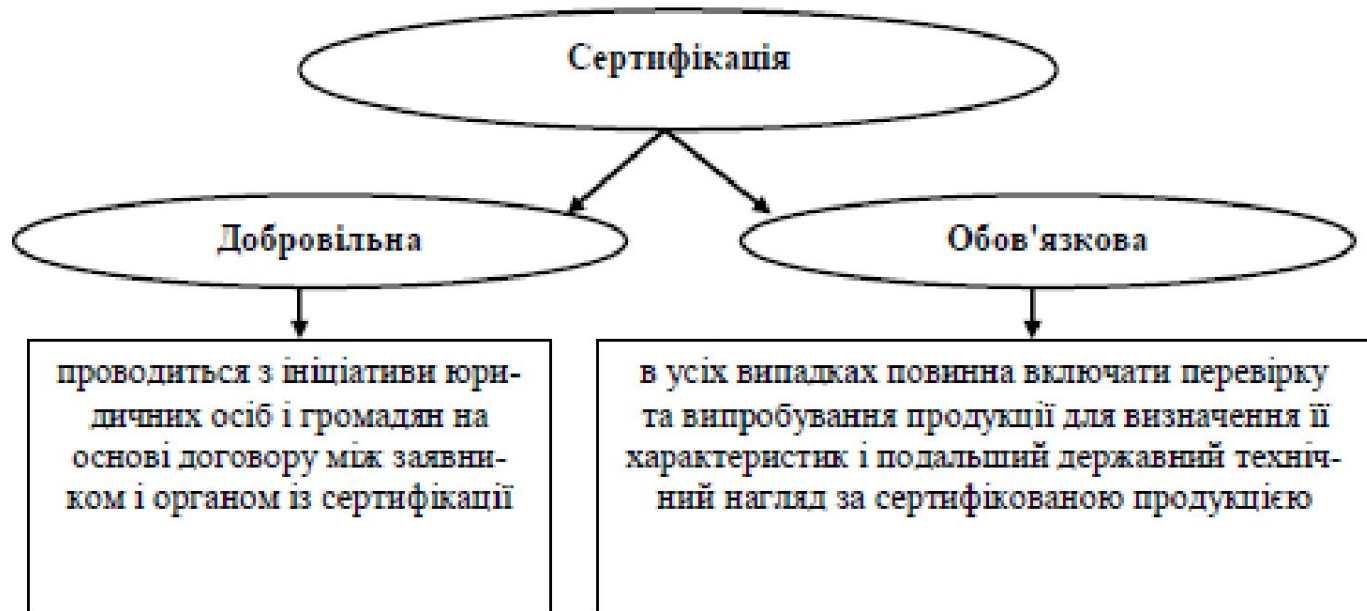 Сертифікація
Добровільна
Обов'язкова
проводиться з ініціативи юри-
дичних осіб і громадян на
основі договору між заявни-
ком і органом із сертифікації
в усіх випадках повинна включати перевірку
та випробування продукції для визначення її
характеристик і подальший державний техніч-
ний нагляд за сертифікованою продукцією